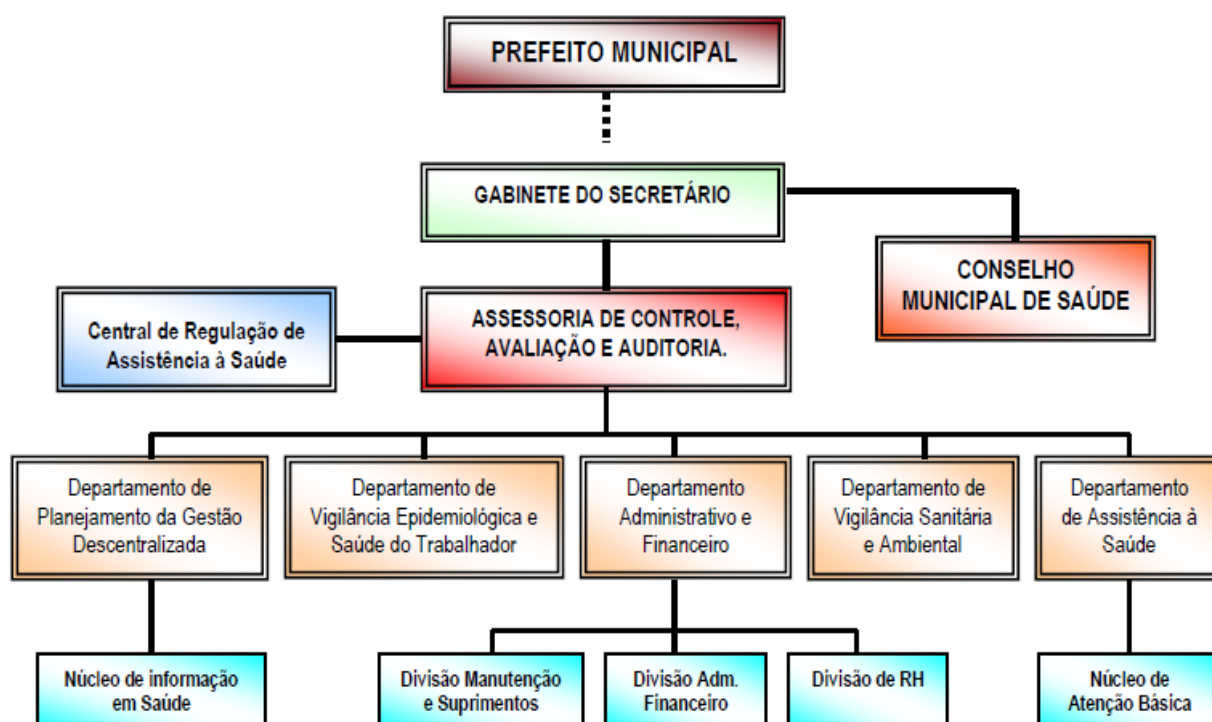 PREFEITO MUNICIPAL
GABINETE DO SECRETÁRIO
CONSELHO
MUNICIPAL DE SAÚDE
Central de Regulação de
Assistência à Saúde
ASSESSORIA DE CONTROLE,
AVALIAÇÃO E AUDITORIA.
Departamento de
Planejamento da Gestão
Descentralizada
Departamento de
Vigilância Epidemiológica e
Saúde do Trabalhador
Departamento
Administrativo e
Financeiro
Departamento de
Vigilância Sanitária
e Ambiental
Departamento
de Assistência à
Saúde
Núcleo de informação
em Saúde
Divisão Manutenção
e Suprimentos
Divisão Adm.
Financeiro
Divisão de RH
Núcleo de
Atenção Básica